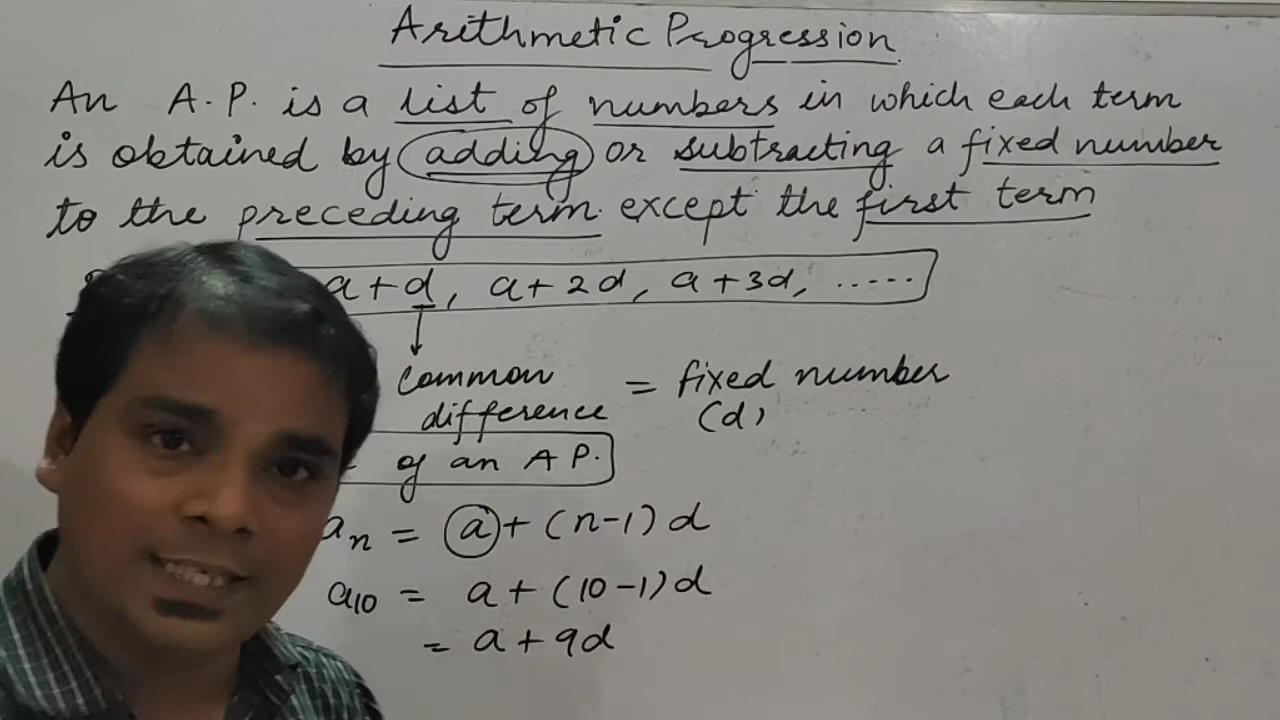 Arithmetic Progression
An A.P. is a list of numbers in which each term
is obtained by adding or subtracting a fixed number
to the preceding term except the first term
a+d, a+2d, a+3d, .....
common = fixed number
difference (d)
of an A P.
an = a + (n-1) d
a10 = a + (10-1)d
= a + 9d